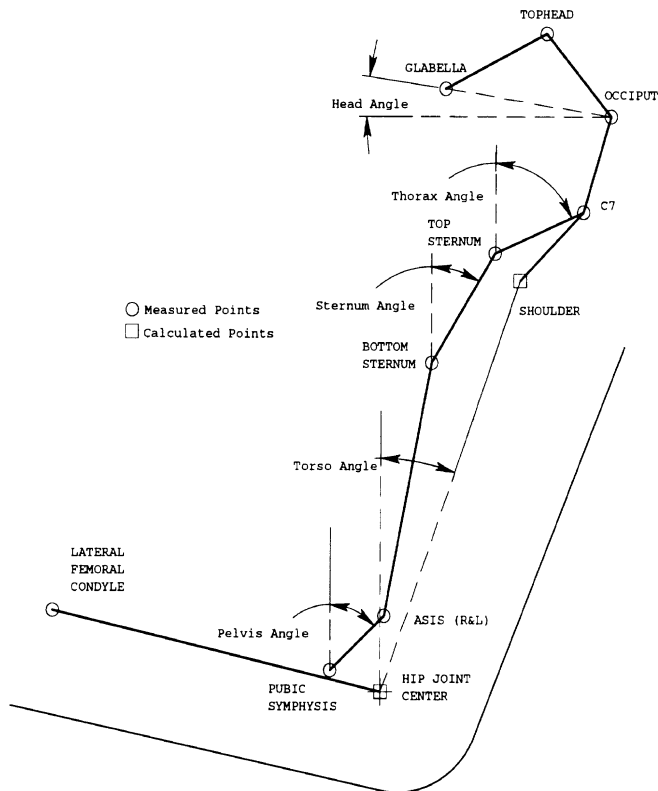 TOPHEAD
GLABELLA
OCCIPUT
Head Angle
Thorax Angle
C7
TOP
STERNUM
Sternum Angle
SHOULDER
Measured Points
Calculated Points
BOTTOM
STERNUM
Torso Angle
LATERAL
FEMORAL
CONDYLE
ASIS (R&L)
Pelvis Angle
HIP JOINT
CENTER
PUBIC
SYMPHYSIS